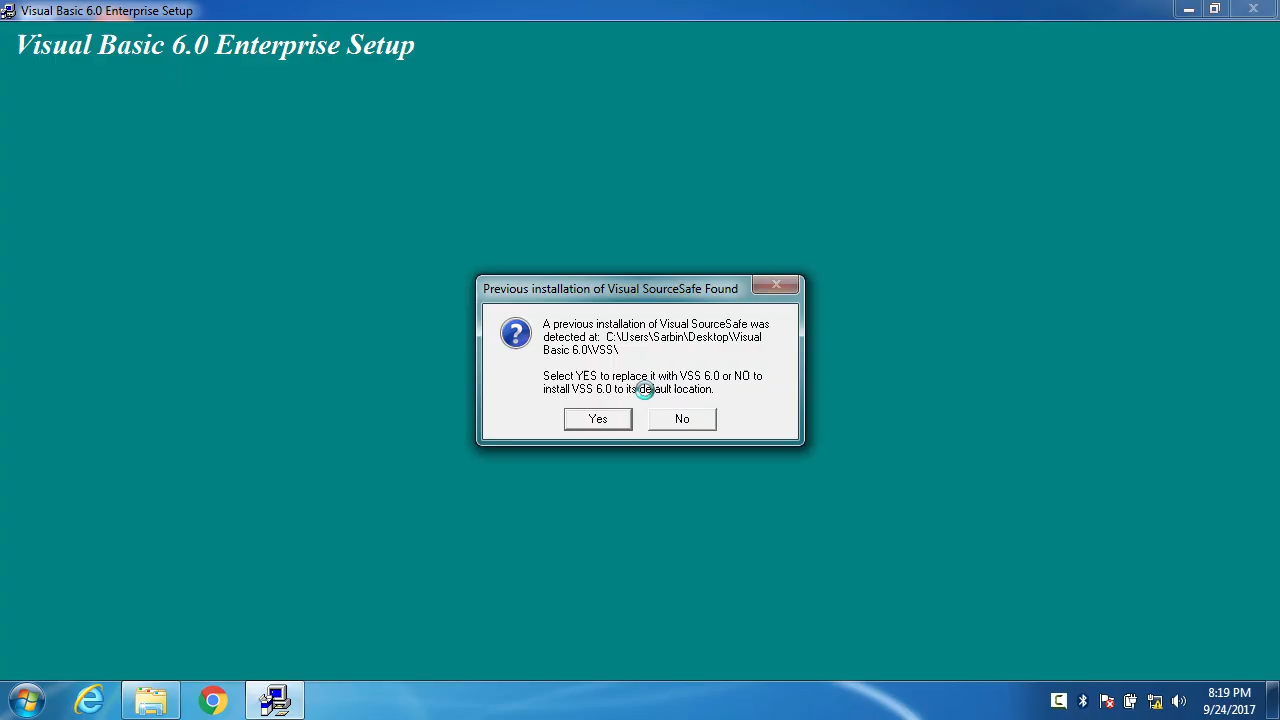 Visual Basic 6.0 Enterprise Setup
Visual Basic 6.0 Enterprise Setup
Previous installation of Visual SourceSafe Found
A previous installation of Visual SourceSafe was
detected at:  C:\Users\Sarbin\Desktop\Visual
Basic 6.0\VSS\
Select YES to replace it with VSS 6.0 or NO to
install VSS 6.0 to its default location.
Yes
No
8:19 PM
9/24/2017